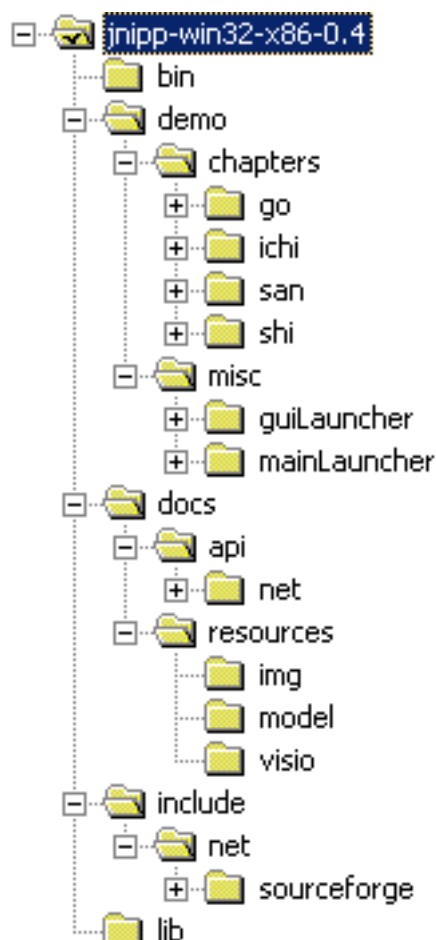 jnipp-win32-x86-0.4
bin
demo
chapters
go
ichi
san
shi
misc
guiLauncher
mainLauncher
docs
api
net
resources
img
model
visio
include
net
sourceforge
lib